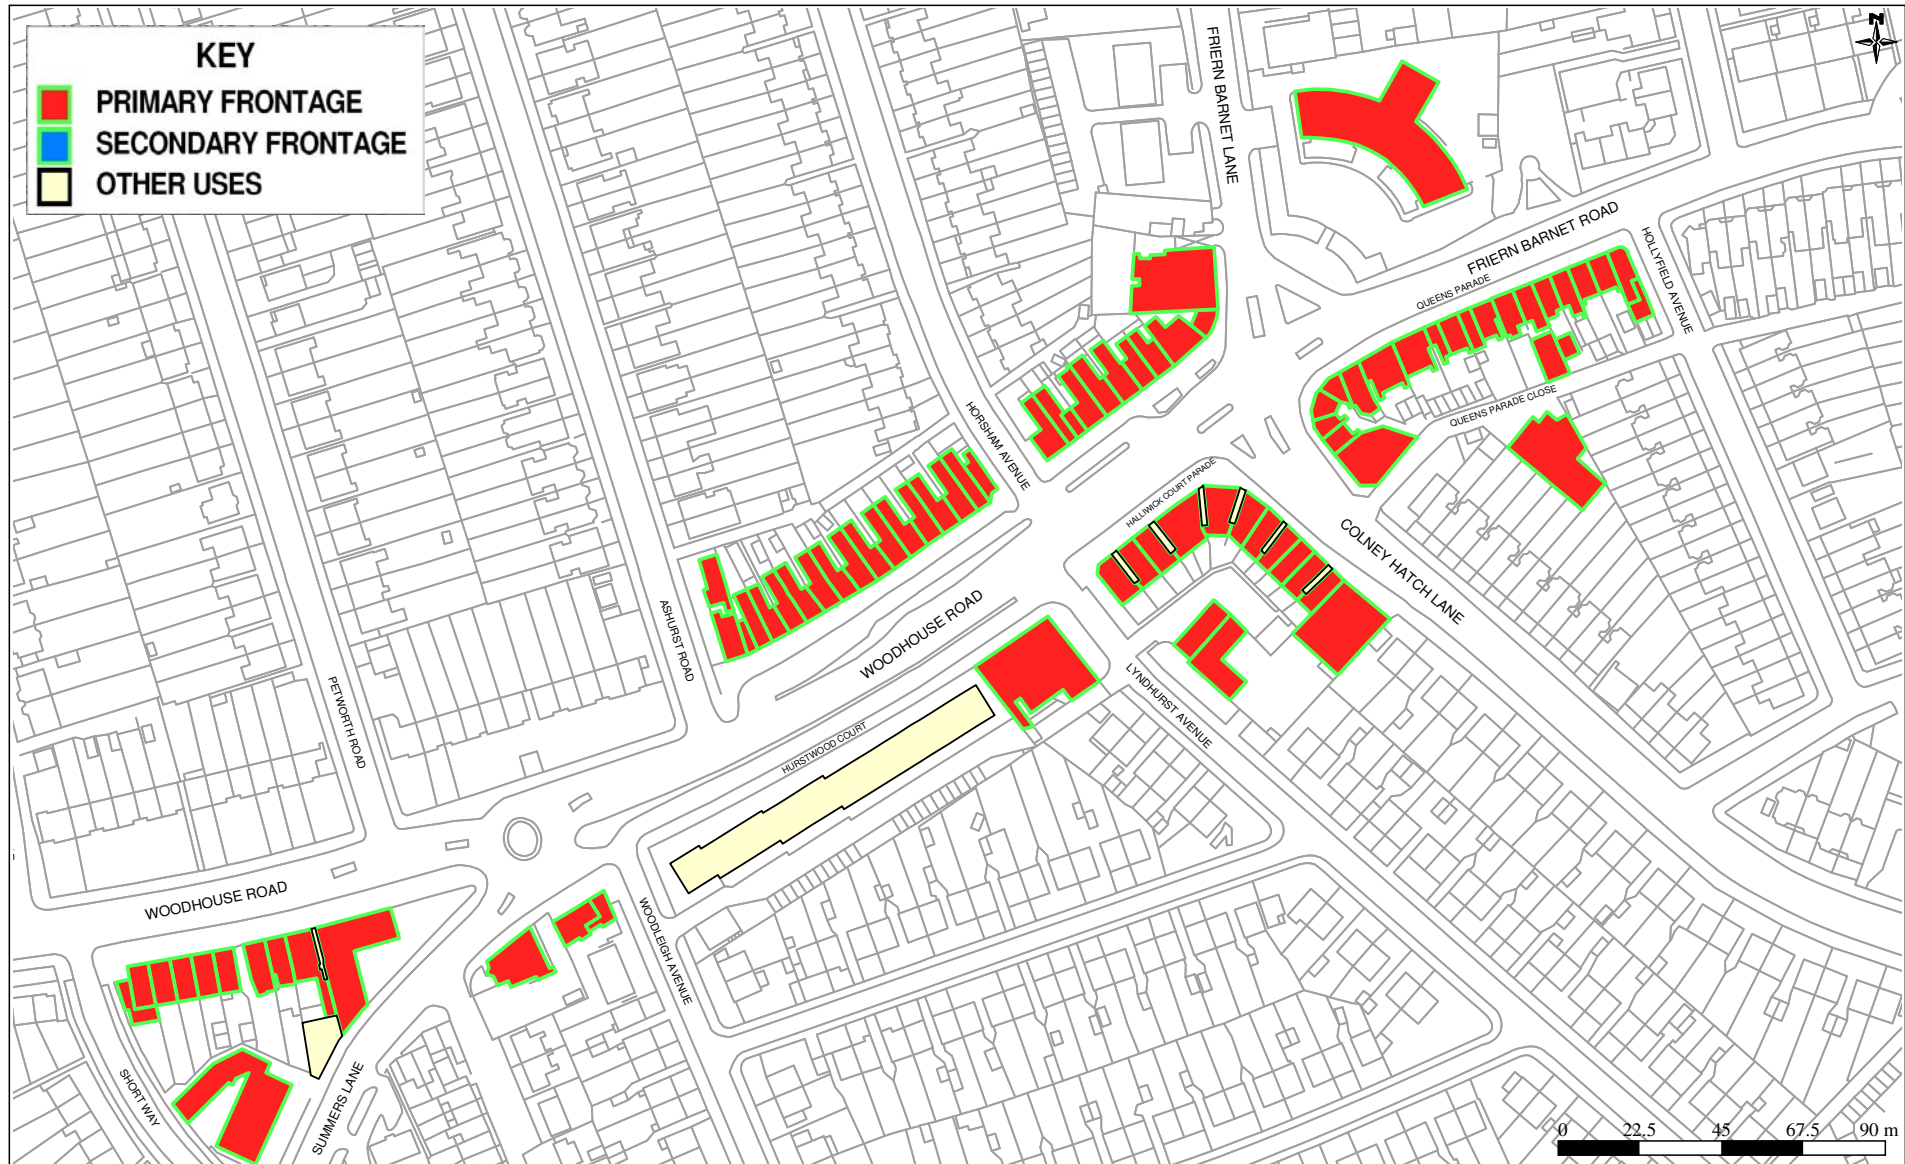 KEY
PRIMARY FRONTAGE
SECONDARY FRONTAGE
OTHER USES
N
FRIERN BARNET LANE
FRIERN BARNET ROAD
HOLLYFIELD AVENUE
QUEENS PARADE
QUEENS PARADE CLOSE
HORSHAM AVENUE
HALLIWICK COURT PARADE
COLNEY HATCH LANE
ASHURST ROAD
WOODHOUSE ROAD
LYNDHURST AVENUE
PETWORTH ROAD
HURSTWOOD COURT
WOODHOUSE ROAD
WOODLEIGH AVENUE
SHORT WAY
SUMMERS LANE
0 22.5 45 67.5 90 m